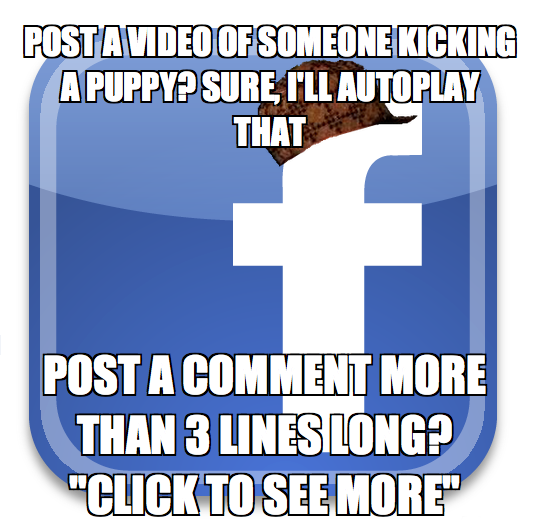 POST A VIDEO OF SOMEONE KICKING
A PUPPY? SURE, I'LL AUTOPLAY
THAT
f
POST A COMMENT MORE
THAN 3 LINES LONG?
"CLICK TO SEE MORE"